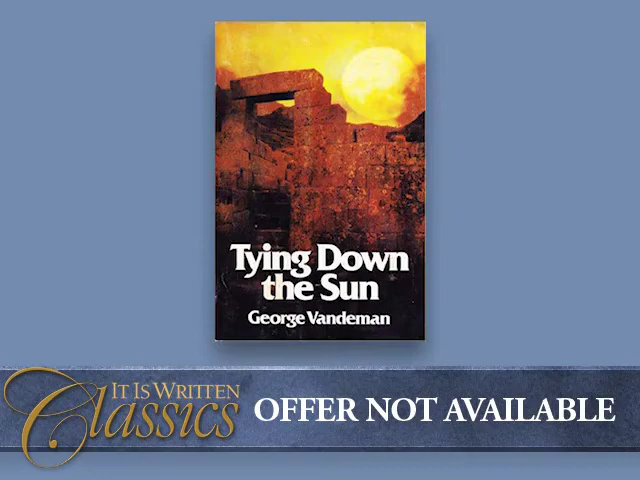 Tying Down
the Sun
George Vandeman
IT IS WRITTEN
Classics
OFFER NOT AVAILABLE